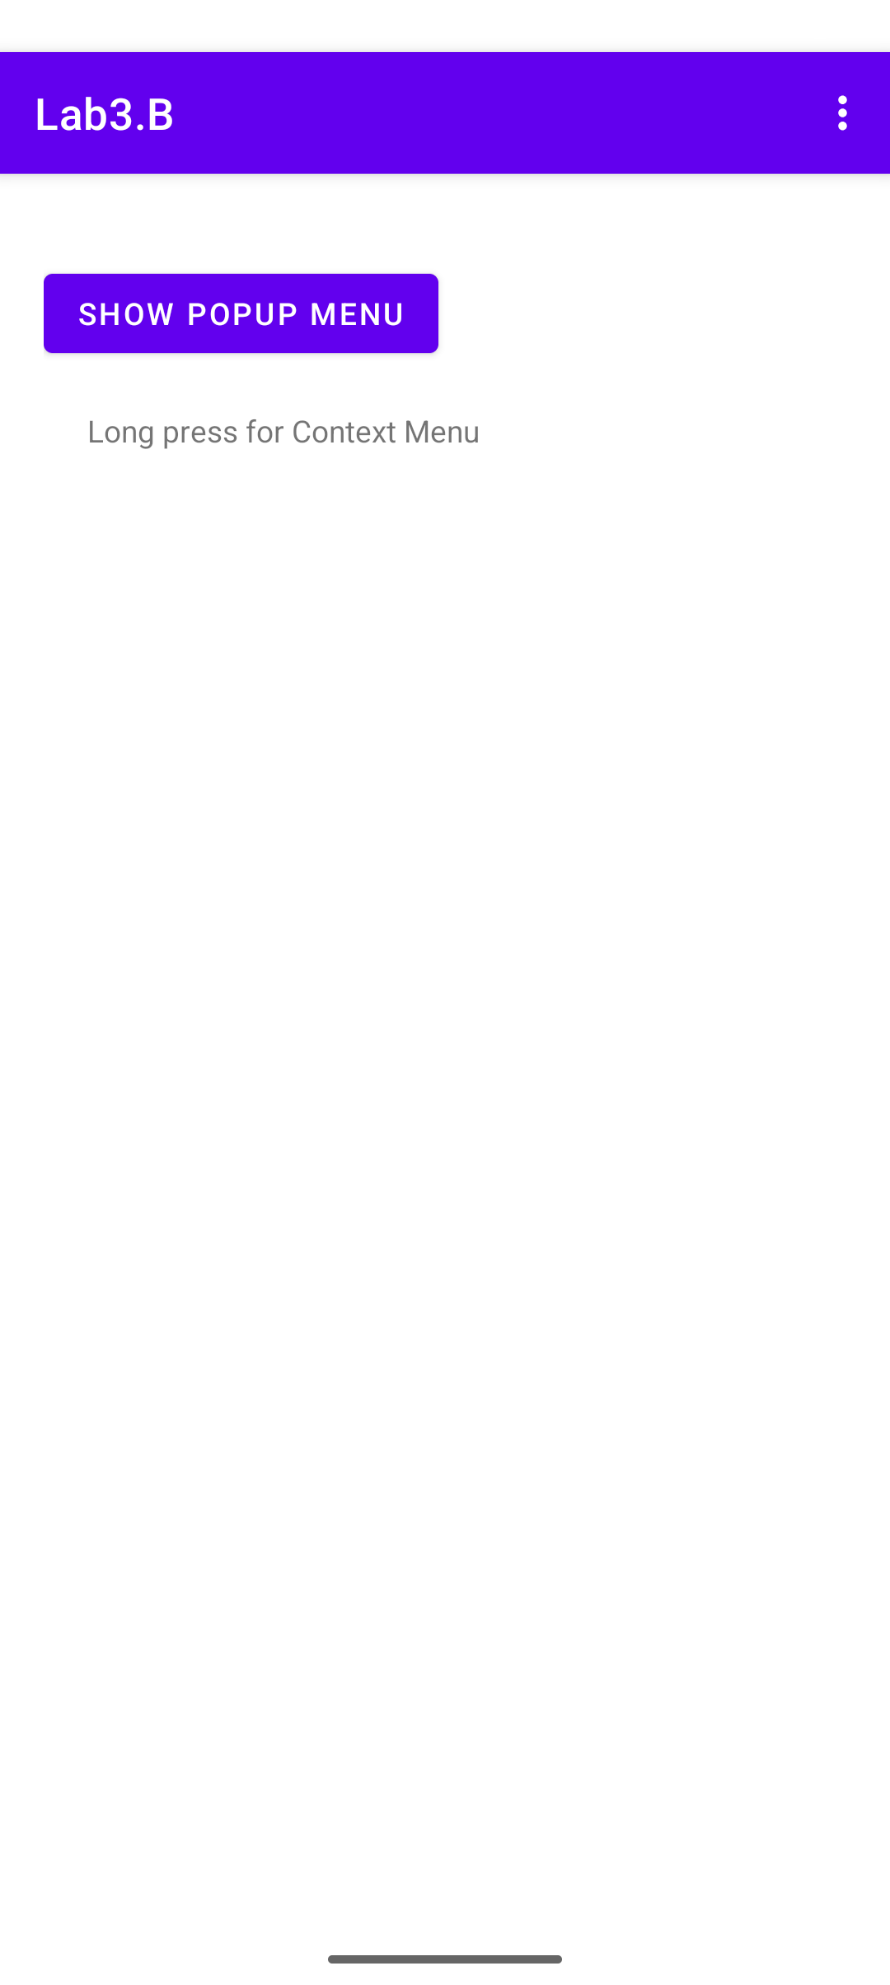 Lab3.B
SHOW POPUP MENU
Long press for Context Menu